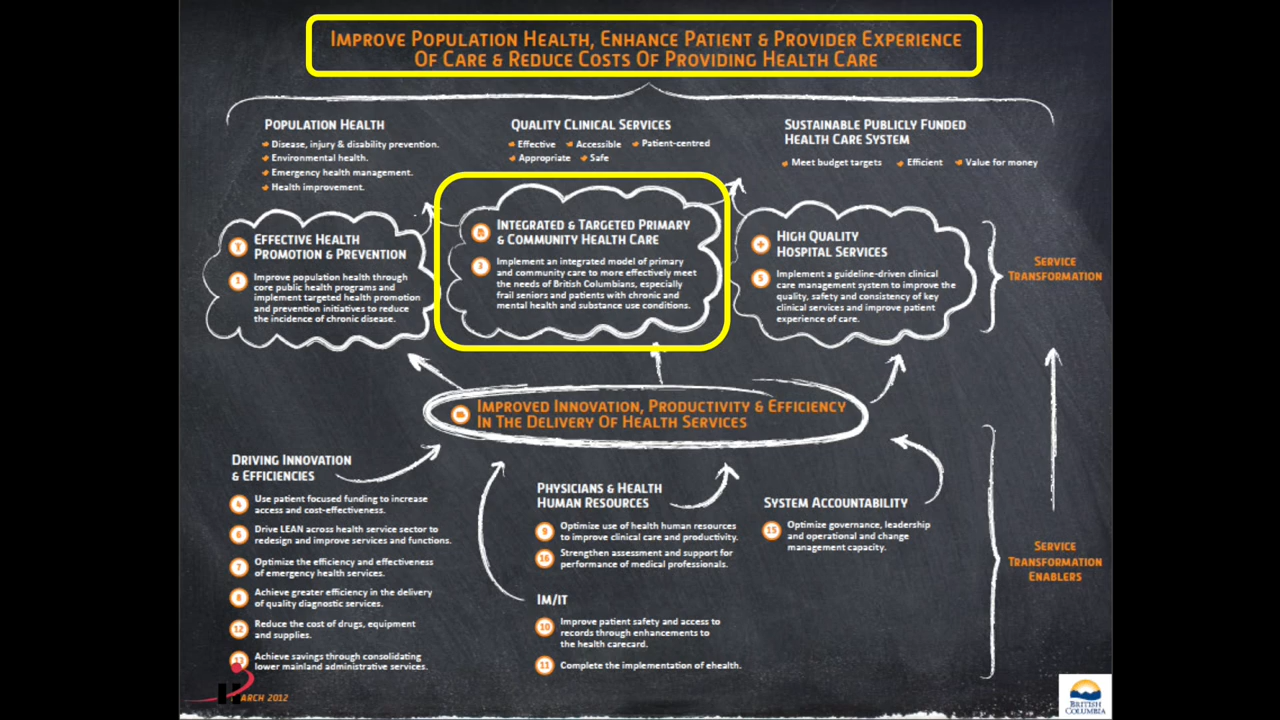 IMPROVE POPULATION HEALTH, ENHANCE PATIENT & PROVIDER EXPERIENCE
OF CARE & REDUCE COSTS OF PROVIDING HEALTH CARE
POPULATION HEALTH
Disease, injury & disability prevention.
Environmental health.
Emergency health management.
Health improvement.
QUALITY CLINICAL SERVICES
Effective Accessible Patient-centred
Appropriate Safe
SUSTAINABLE PUBLICLY FUNDED
HEALTH CARE SYSTEM
Meet budget targets Efficient Value for money
EFFECTIVE HEALTH
PROMOTION & PREVENTION
1 Improve population health through
core public health programs and
implement targeted health promotion
and prevention initiatives to reduce
the incidence of chronic disease.
INTEGRATED & TARGETED PRIMARY
& COMMUNITY HEALTH CARE
Implement an integrated model of primary
and community care to more effectively meet
the needs of British Columbians, especially
frail seniors and patients with chronic and
mental health and substance use conditions.
HIGH QUALITY
HOSPITAL SERVICES
5 Implement a guideline-driven clinical
care management system to improve the
quality, safety and consistency of key
clinical services and improve patient
experience of care.
SERVICE
TRANSFORMATION
IMPROVED INNOVATION, PRODUCTIVITY & EFFICIENCY
IN THE DELIVERY OF HEALTH SERVICES
DRIVING INNOVATION
& EFFICIENCIES
4 Use patient focused funding to increase
access and cost-effectiveness.
6 Drive LEAN across health service sector to
redesign and improve services and functions.
7 Optimize the efficiency and effectiveness
of emergency health services.
8 Achieve greater efficiency in the delivery
of quality diagnostic services.
12 Reduce the cost of drugs, equipment
and supplies.
13 Achieve savings through consolidating
lower mainland administrative services.
PHYSICIANS & HEALTH
HUMAN RESOURCES
9 Optimize use of health human resources
to improve clinical care and productivity.
16 Strengthen assessment and support for
performance of medical professionals.
IM/IT
10 Improve patient safety and access to
records through enhancements to
the health carecard.
11 Complete the implementation of ehealth.
SYSTEM ACCOUNTABILITY
15 Optimize governance, leadership
and operational and change
management capacity.
SERVICE
TRANSFORMATION
ENABLERS
ARCH 2012
BRITISH
COLUMBIA